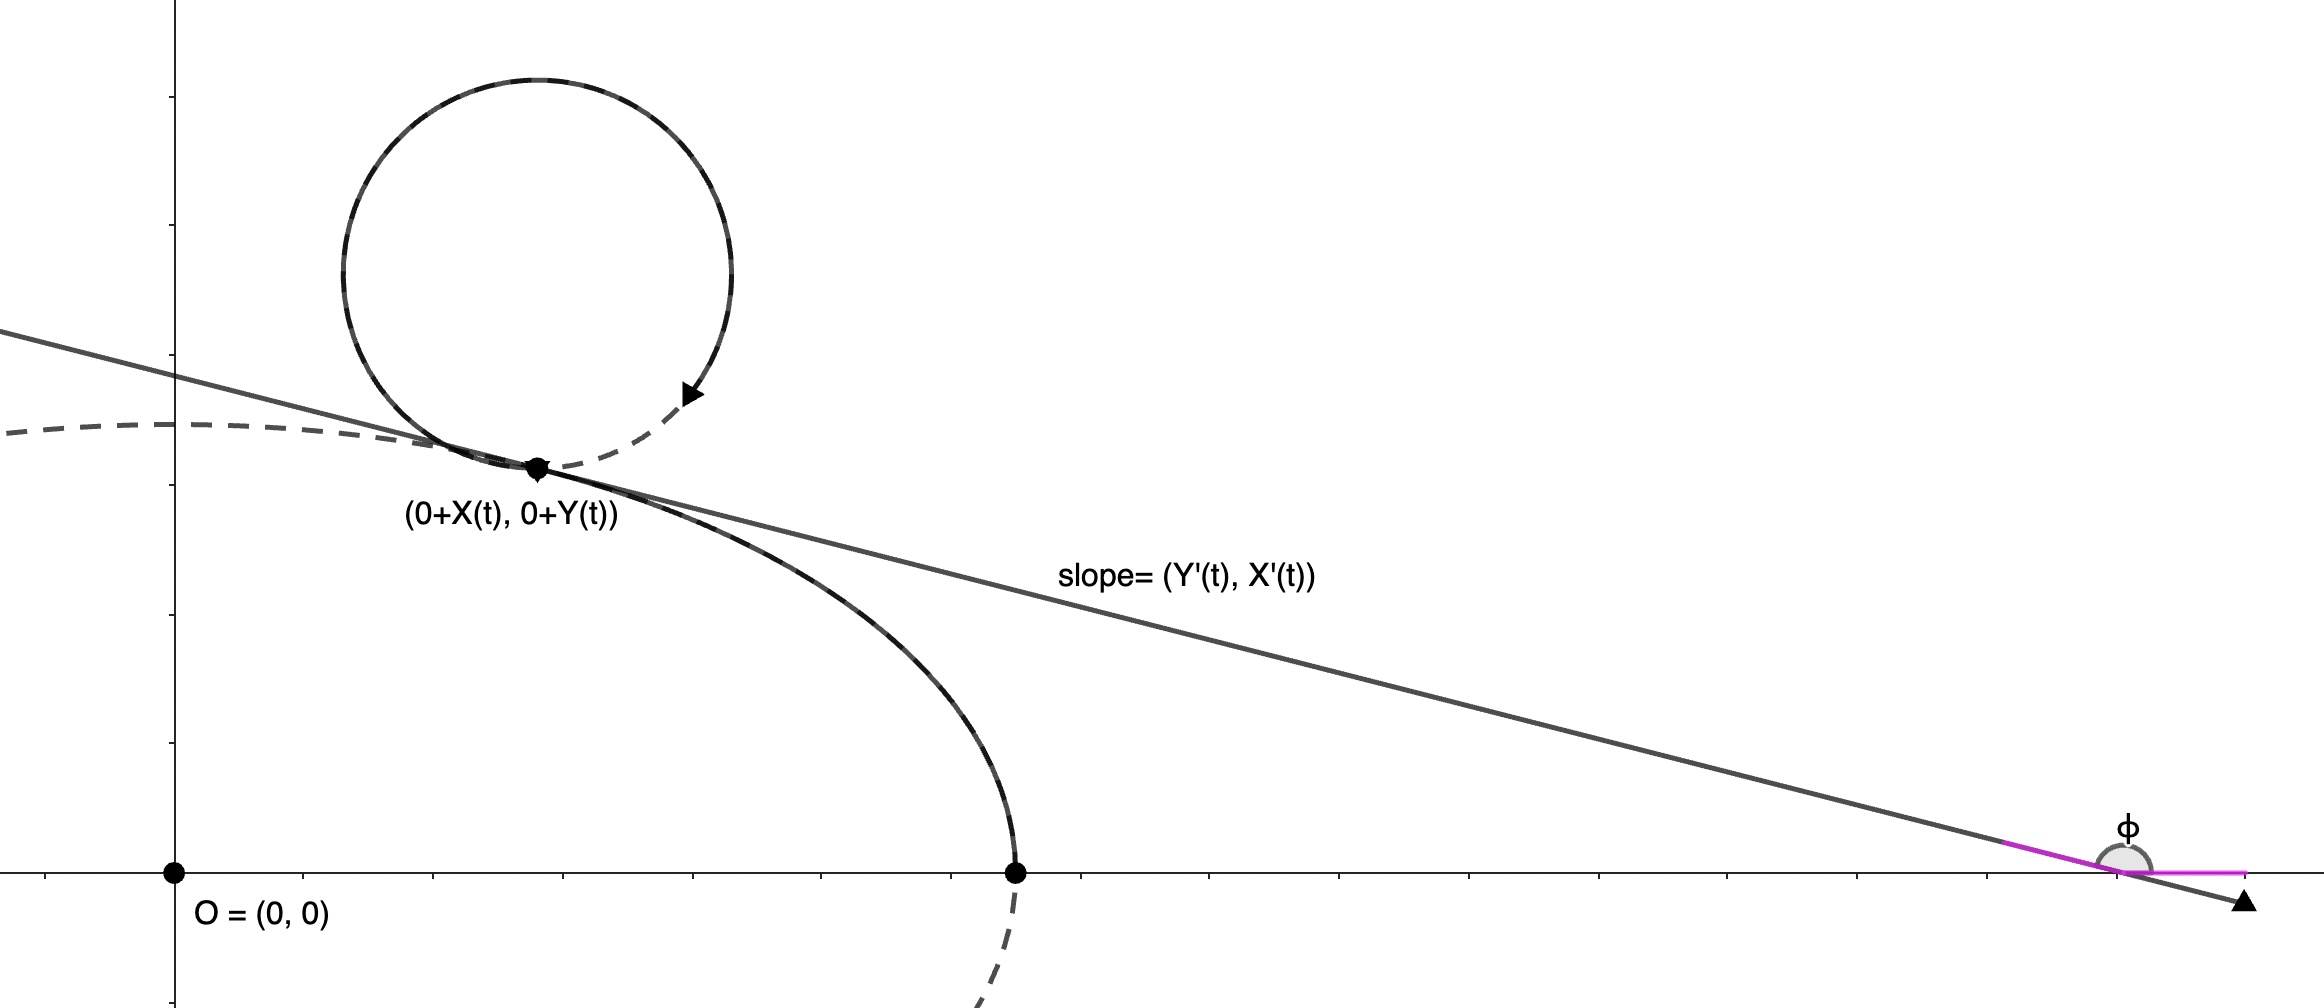 (0+X(t), 0+Y(t))
slope= (Y'(t), X'(t))
ϕ
O = (0, 0)